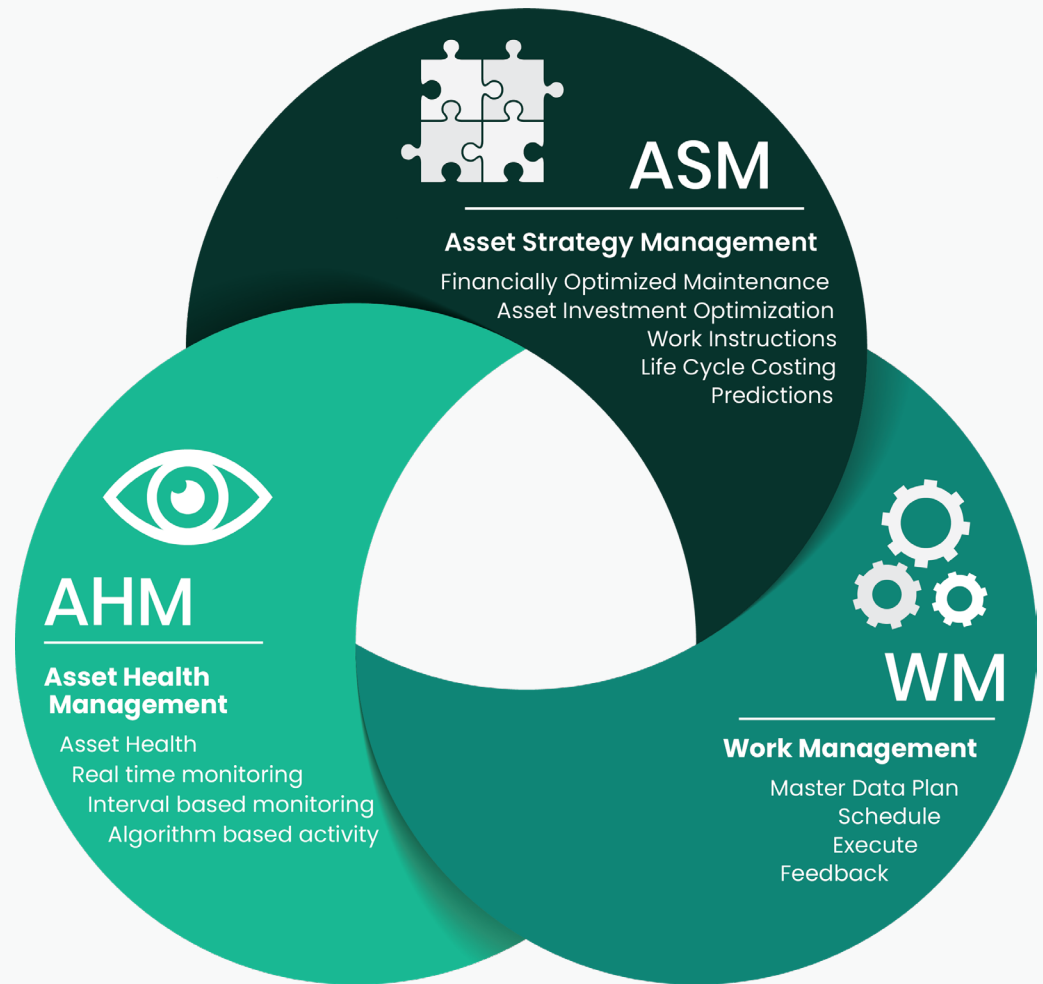 ASM
Asset Strategy Management
Financially Optimized Maintenance
Asset Investment Optimization
Work Instructions
Life Cycle Costing
Predictions
AHM
Asset Health
Management
Asset Health
Real time monitoring
Interval based monitoring
Algorithm based activity
WM
Work Management
Master Data Plan
Schedule
Execute
Feedback